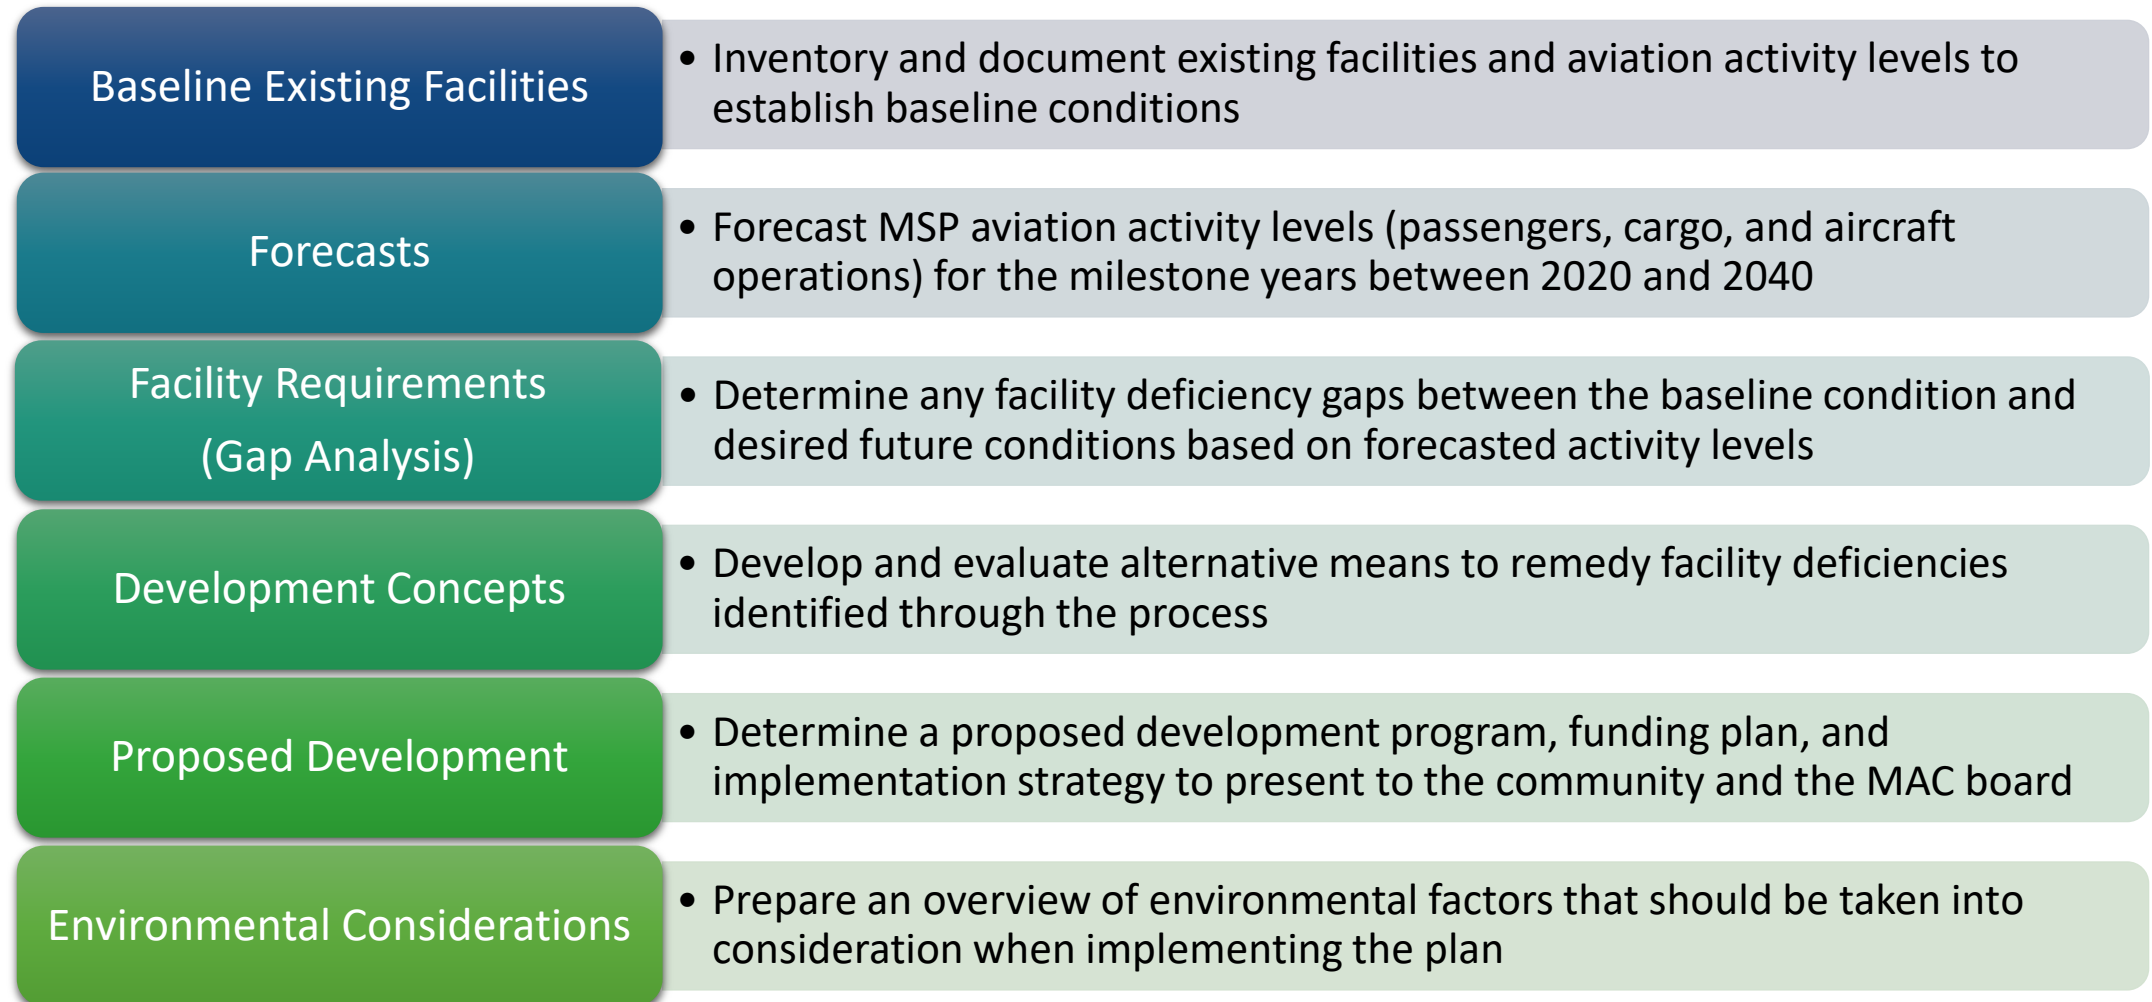 Baseline Existing Facilities
• Inventory and document existing facilities and aviation activity levels to
establish baseline conditions
Forecasts
• Forecast MSP aviation activity levels (passengers, cargo, and aircraft
operations) for the milestone years between 2020 and 2040
Facility Requirements
(Gap Analysis)
• Determine any facility deficiency gaps between the baseline condition and
desired future conditions based on forecasted activity levels
Development Concepts
• Develop and evaluate alternative means to remedy facility deficiencies
identified through the process
Proposed Development
• Determine a proposed development program, funding plan, and
implementation strategy to present to the community and the MAC board
Environmental Considerations
• Prepare an overview of environmental factors that should be taken into
consideration when implementing the plan